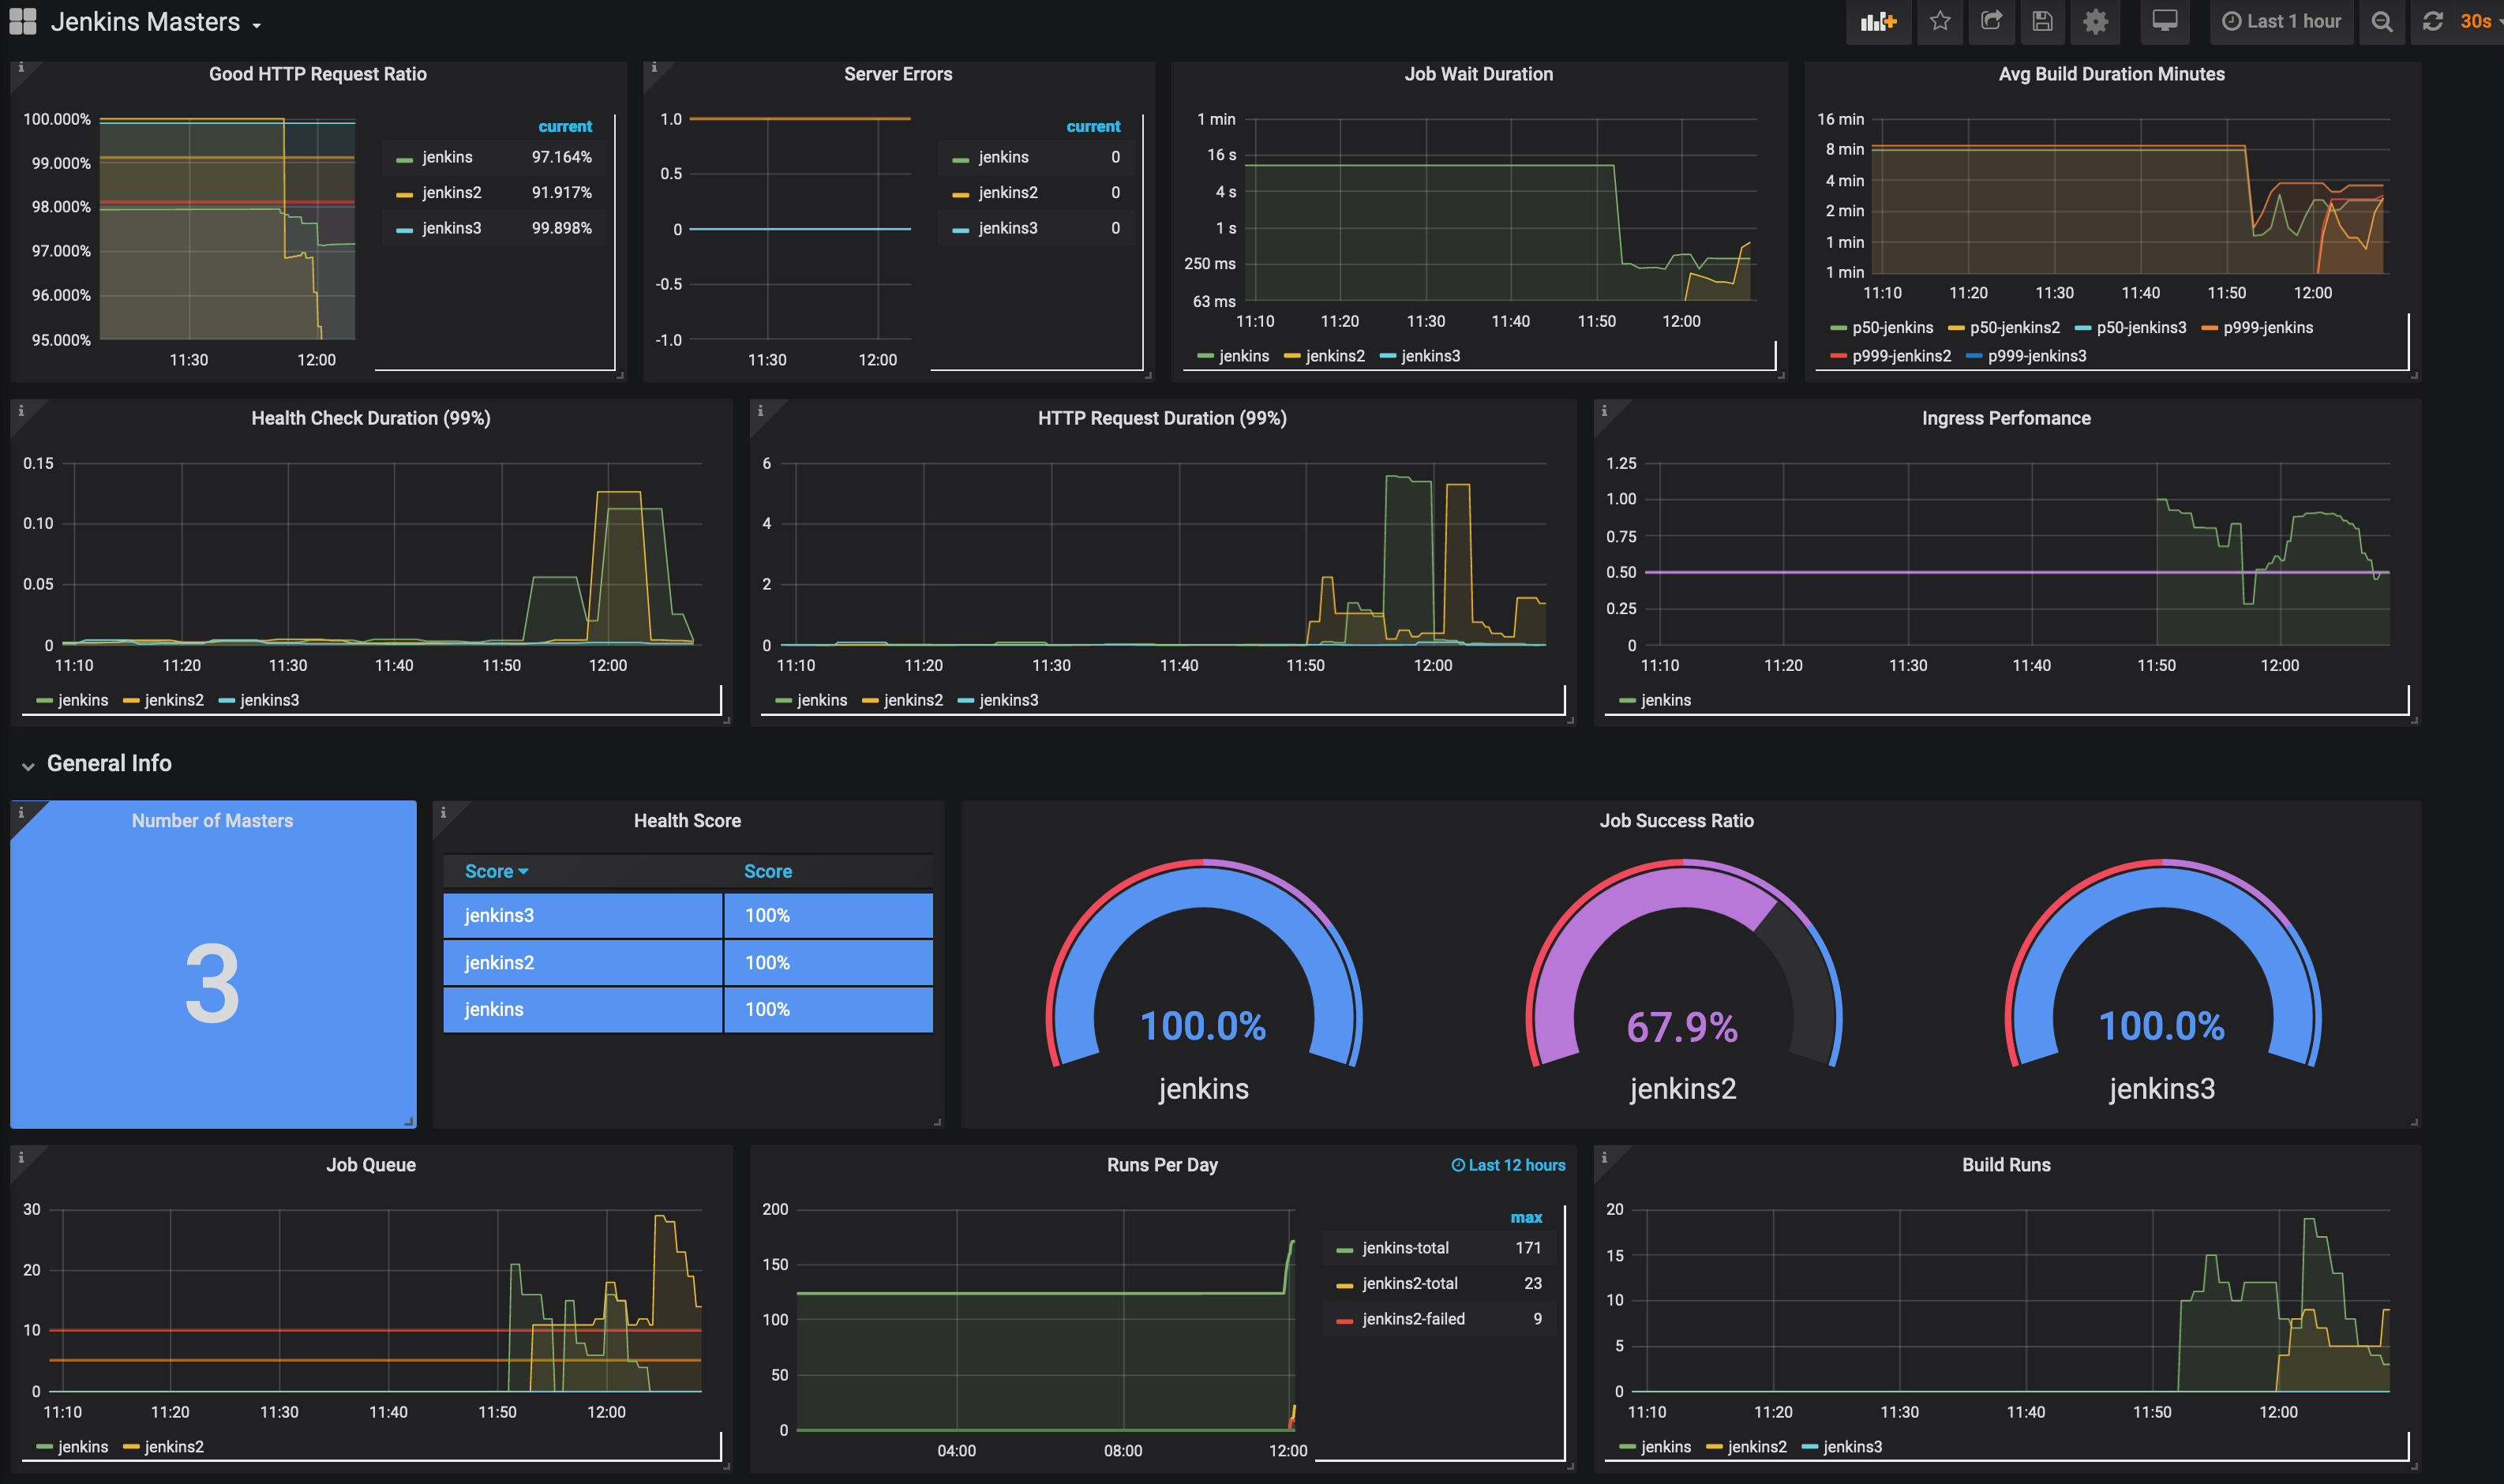 Jenkins Masters
Last 1 hour
30s
Good HTTP Request Ratio
100.000%
99.000%
98.000%
97.000%
96.000%
95.000%
11:30 12:00
current
jenkins 97.164%
jenkins2 91.917%
jenkins3 99.898%
Server Errors
1.0
0.5
0
-0.5
-1.0
11:30 12:00
current
jenkins 0
jenkins2 0
jenkins3 0
Job Wait Duration
1 min
16 s
4 s
1 s
250 ms
63 ms
11:10 11:20 11:30 11:40 11:50 12:00
jenkins jenkins2 jenkins3
Avg Build Duration Minutes
16 min
8 min
4 min
2 min
1 min
1 min
11:10 11:20 11:30 11:40 11:50 12:00
p50-jenkins p50-jenkins2 p50-jenkins3 p999-jenkins
p999-jenkins2 p999-jenkins3
Health Check Duration (99%)
0.15
0.10
0.05
0
11:10 11:20 11:30 11:40 11:50 12:00
jenkins jenkins2 jenkins3
HTTP Request Duration (99%)
6
4
2
0
11:10 11:20 11:30 11:40 11:50 12:00
jenkins jenkins2 jenkins3
Ingress Perfomance
1.25
1.00
0.75
0.50
0.25
0
11:10 11:20 11:30 11:40 11:50 12:00
jenkins
General Info
Number of Masters
3
Health Score
Score Score
jenkins3 100%
jenkins2 100%
jenkins 100%
Job Success Ratio
100.0% 67.9% 100.0%
jenkins jenkins2 jenkins3
Job Queue
30
20
10
0
11:10 11:20 11:30 11:40 11:50 12:00
jenkins jenkins2
Runs Per Day
Last 12 hours
200
150
100
50
0
04:00 08:00 12:00
max
jenkins-total 171
jenkins2-total 23
jenkins2-failed 9
Build Runs
20
15
10
5
0
11:10 11:20 11:30 11:40 11:50 12:00
jenkins jenkins2 jenkins3